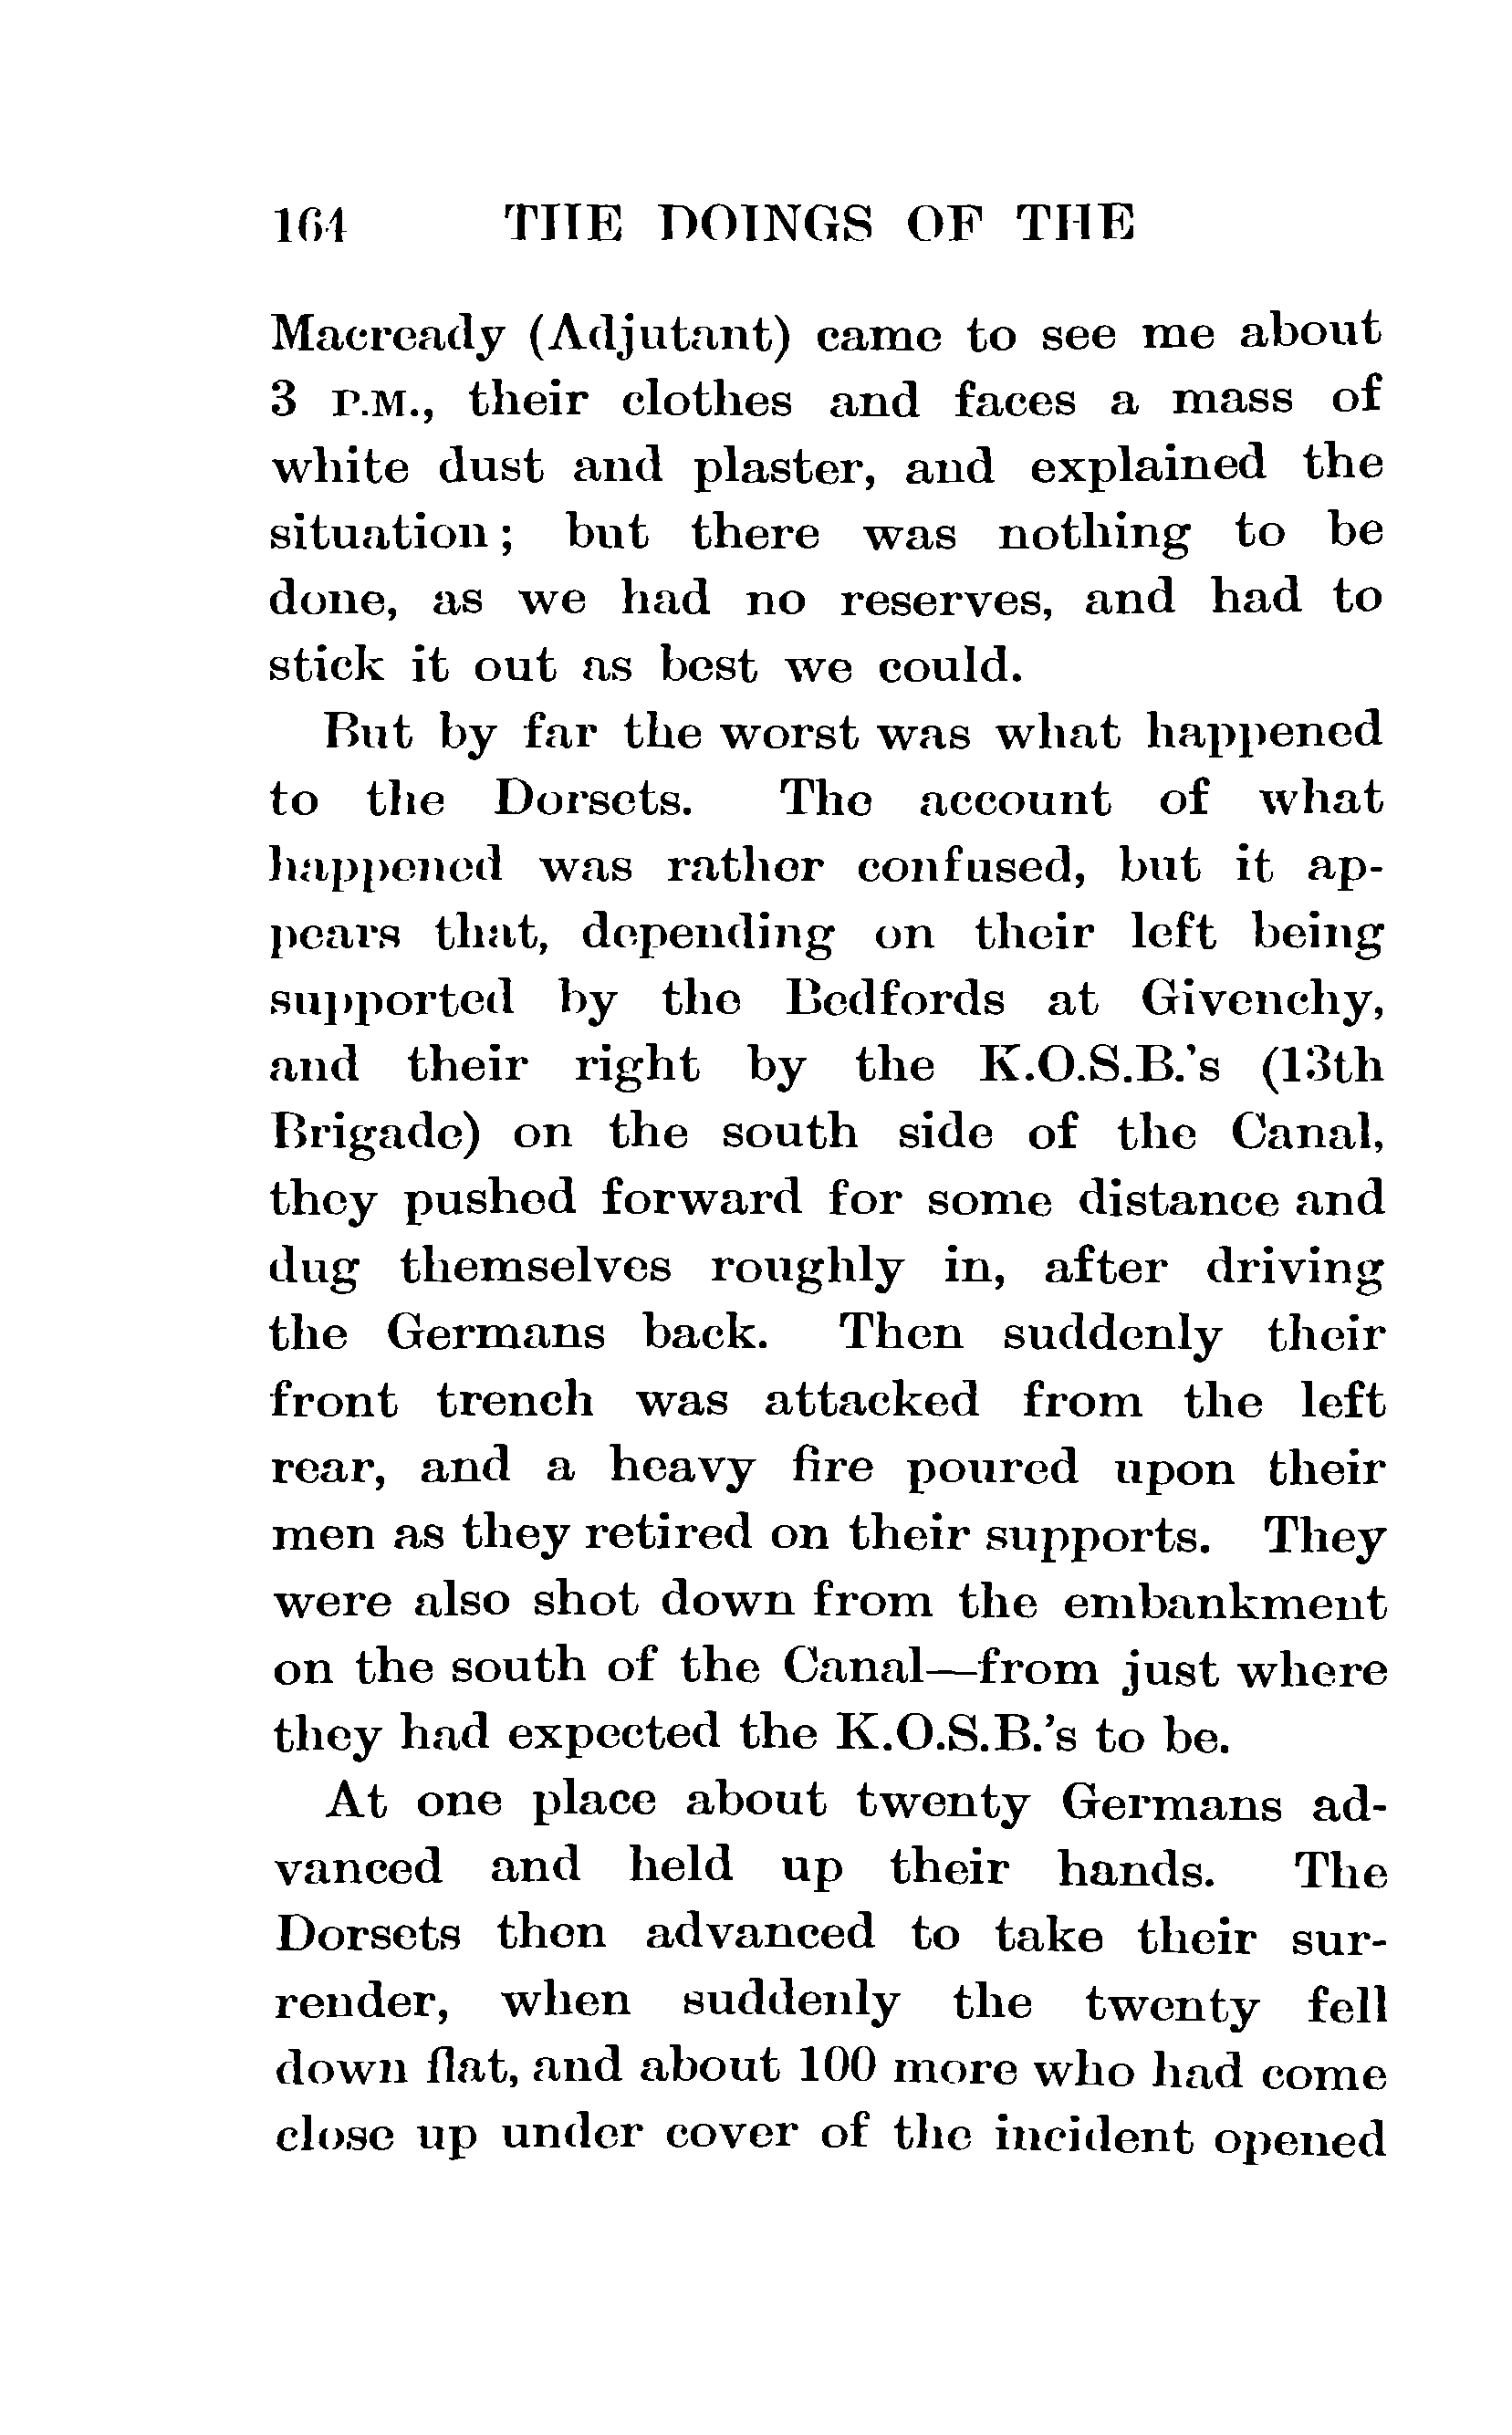 164 THE DOINGS OF THE
Macready (Adjutant) came to see me about
3 P.M., their clothes and faces a mass of
white dust and plaster, and explained the
situation; but there was nothing to be
done, as we had no reserves, and had to
stick it out as best we could.
But by far the worst was what happened
to the Dorsets. The account of what
happened was rather confused, but it ap-
pears that, depending on their left being
supported by the Bedfords at Givenchy,
and their right by the K.O.S.B.'s (13th
Brigade) on the south side of the Canal,
they pushed forward for some distance and
dug themselves roughly in, after driving
the Germans back. Then suddenly their
front trench was attacked from the left
rear, and a heavy fire poured upon their
men as they retired on their supports. They
were also shot down from the embankment
on the south of the Canal—from just where
they had expected the K.O.S.B.'s to be.
At one place about twenty Germans ad-
vanced and held up their hands. The
Dorsets then advanced to take their sur-
render, when suddenly the twenty fell
down flat, and about 100 more who had come
close up under cover of the incident opened